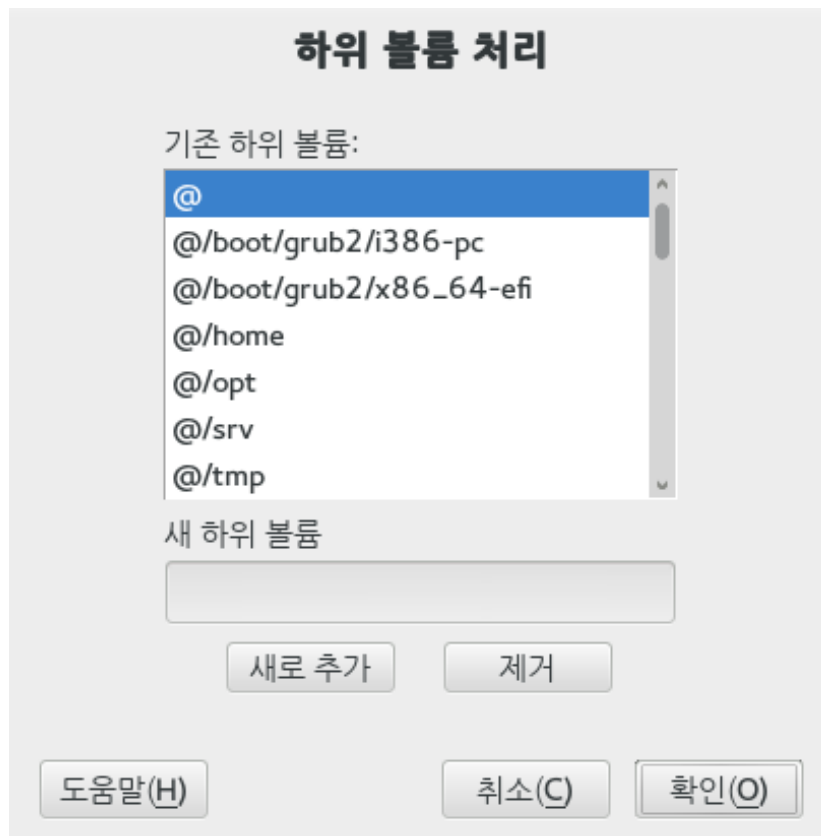 하위 볼륨 처리
기존 하위 볼륨:
@
@/boot/grub2/i386-pc
@/boot/grub2/x86_64-efi
@/home
@/opt
@/srv
@/tmp
새 하위 볼륨
새로 추가 제거
도움말(H) 취소(C) 확인(O)